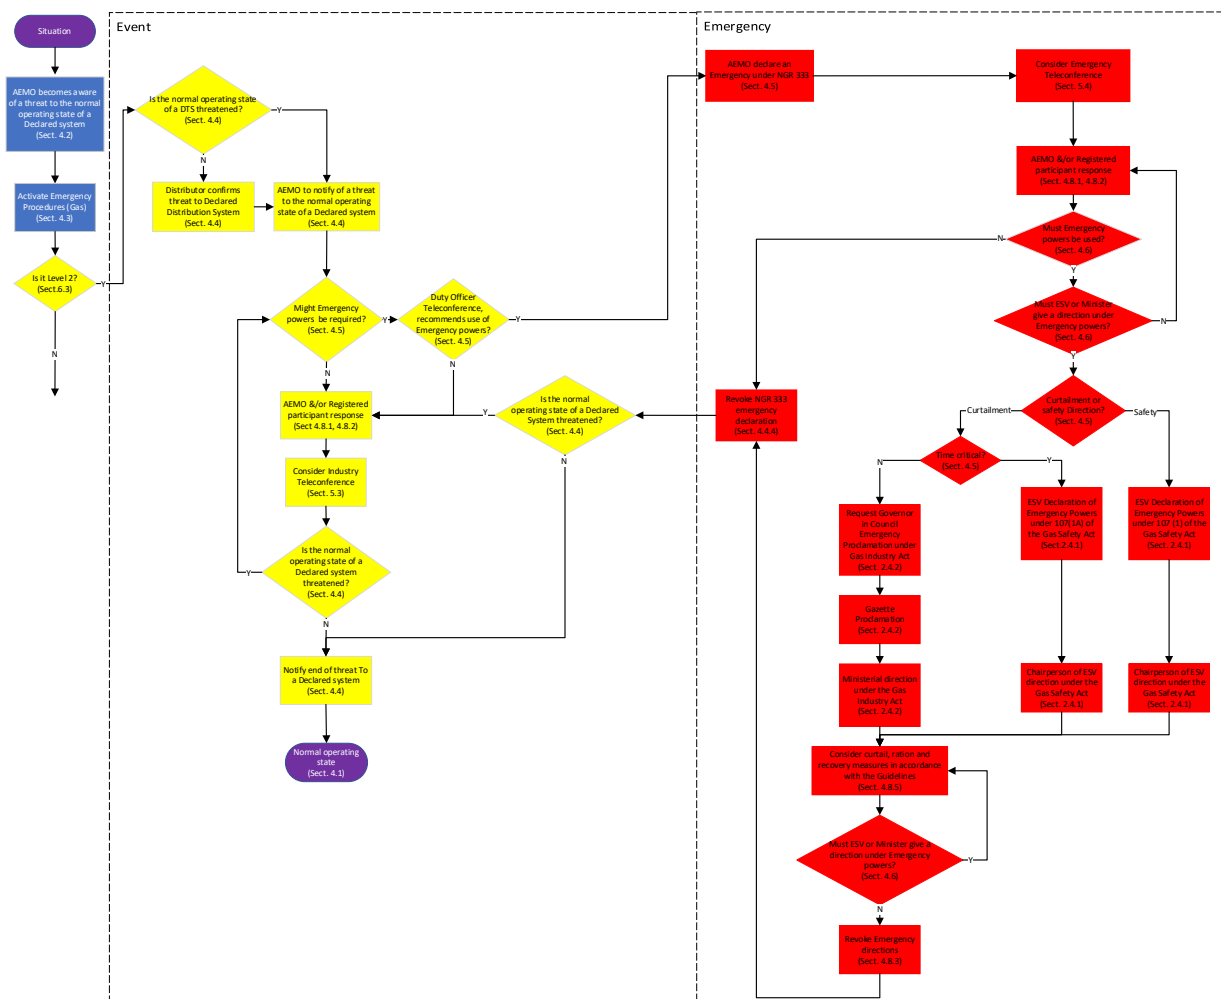 Situation
AEMO becomes aware
of a threat to the normal
operating state of a
Declared system
(Sect. 4.2)
Activate Emergency
Procedures (Gas)
(Sect. 4.3)
Is it Level 2?
(Sect.6.3)
Y
N
Event
Is the normal operating state
of a DTS threatened?
(Sect. 4.4)
Y
N
Distributor confirms
threat to Declared
Distribution System
(Sect. 4.4)
AEMO to notify of a threat
to the normal operating
state of a Declared system
(Sect. 4.4)
Might Emergency
powers be required?
(Sect. 4.5)
Y
N
Duty Officer
Teleconference,
recommends use of
Emergency powers?
(Sect. 4.5)
Y
N
AEMO &/or Registered
participant response
(Sect 4.8.1, 4.8.2)
Is the normal
operating state of a Declared
System threatened?
(Sect. 4.4)
Y
N
Consider Industry
Teleconference
(Sect. 5.3)
Is the normal
operating state of a
Declared system
threatened?
(Sect. 4.4)
Y
N
Notify end of threat To
a Declared system
(Sect. 4.4)
Normal operating
state
(Sect. 4.1)
Emergency
AEMO declare an
Emergency under NGR 333
(Sect. 4.5)
Consider Emergency
Teleconference
(Sect. 5.4)
AEMO &/or Registered
participant response
(Sect. 4.8.1, 4.8.2)
Must Emergency
powers be used?
(Sect. 4.6)
N
Y
Must ESV or Minister
give a direction under
Emergency powers?
(Sect. 4.6)
N
Y
Curtailment or
safety Direction?
(Sect. 4.5)
Curtailment
Safety
Revoke NGR 333
emergency
declaration
(Sect. 4.4.4)
Time critical?
(Sect. 4.5)
N
Y
Request Governor
in Council
Emergency
Proclamation under
Gas Industry Act
(Sect. 2.4.2)
ESV Declaration of
Emergency Powers
under 107(1A) of
the Gas Safety Act
(Sect.2.4.1)
ESV Declaration of
Emergency Powers
under 107 (1) of
the Gas Safety Act
(Sect. 2.4.1)
Gazette
Proclamation
(Sect. 2.4.2)
Ministerial direction
under the Gas
Industry Act
(Sect. 2.4.2)
Chairperson of ESV
direction under the
Gas Safety Act
(Sect.2.4.1)
Chairperson of ESV
direction under the
Gas Safety Act
(Sect.2.4.1)
Consider curtail, ration and
recovery measures in accordance
with the Guidelines
(Sect. 4.8.5)
Must ESV or Minister give a
direction under Emergency
powers?
(Sect. 4.6)
Y
N
Revoke Emergency
directions
(Sect. 4.8.3)